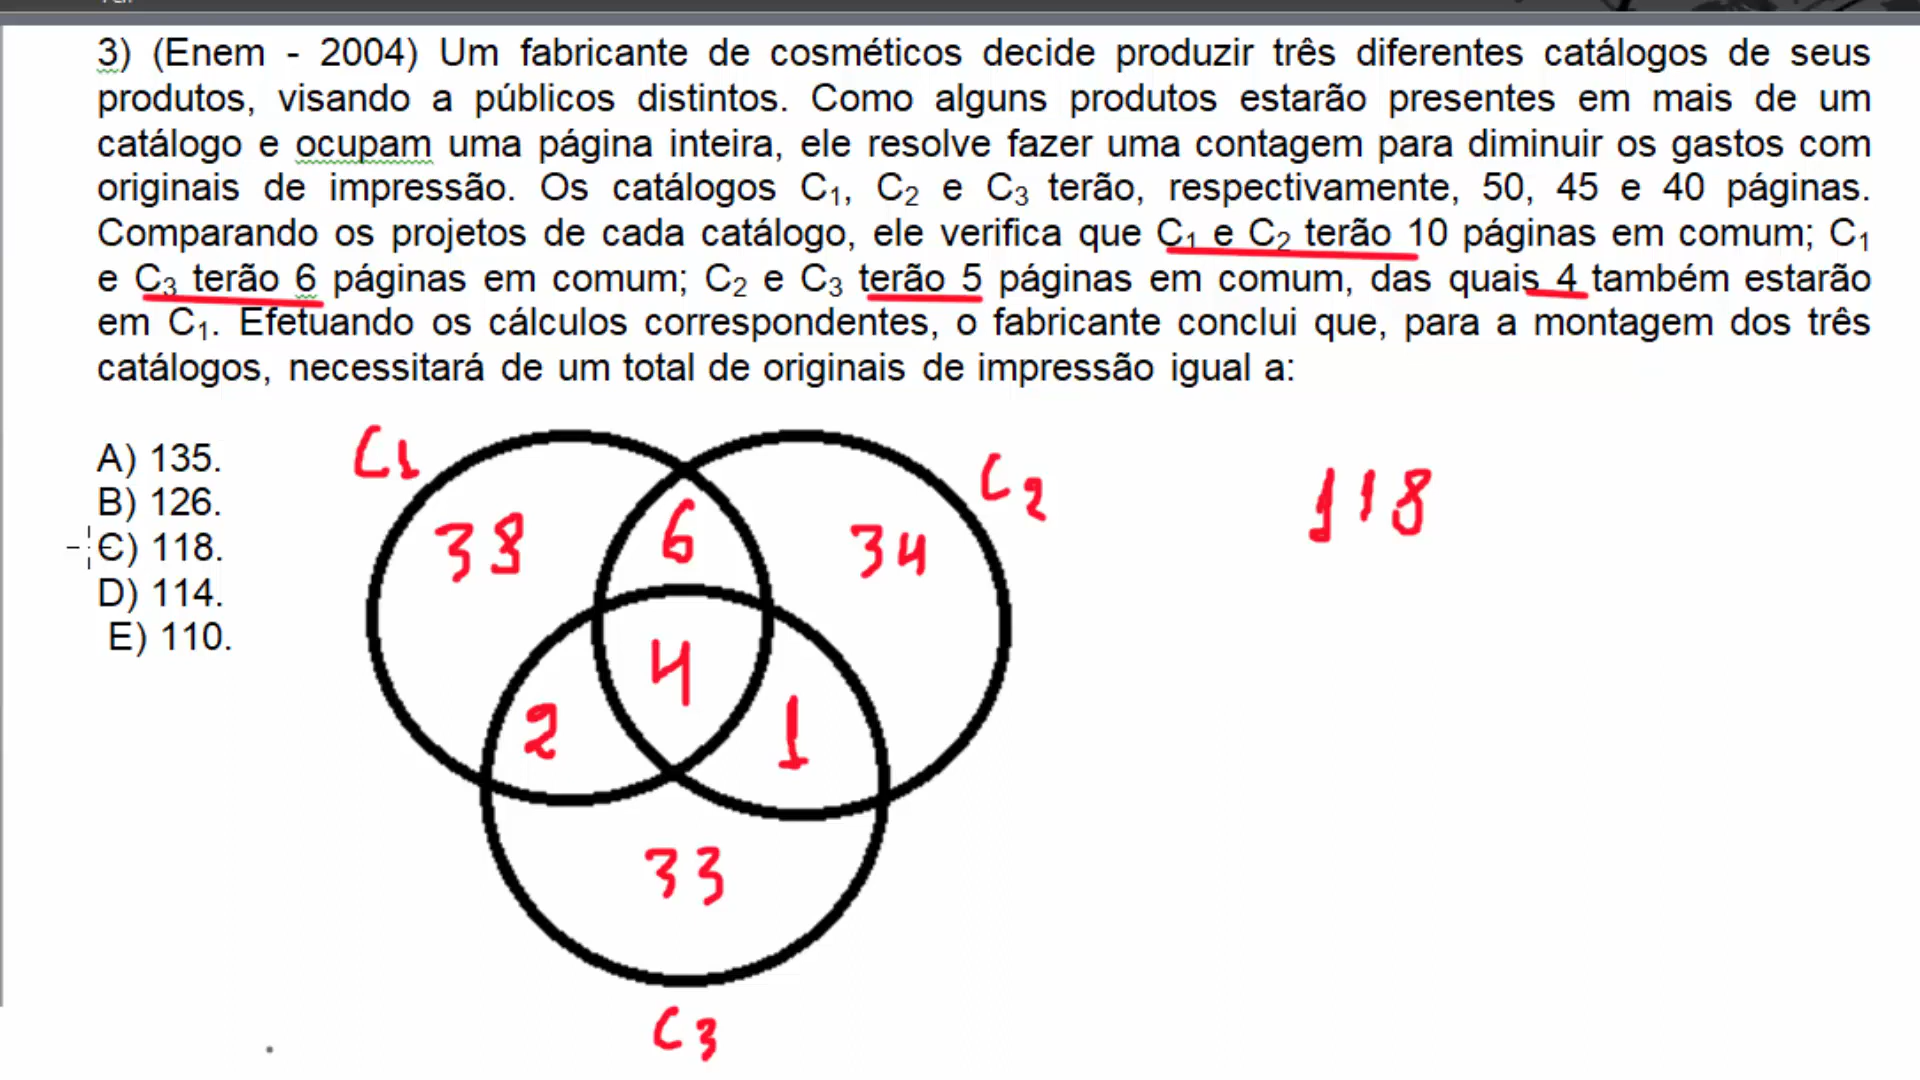 3) (Enem - 2004) Um fabricante de cosméticos decide produzir três diferentes catálogos de seus
produtos, visando a públicos distintos. Como alguns produtos estarão presentes em mais de um
catálogo e ocupam uma página inteira, ele resolve fazer uma contagem para diminuir os gastos com
originais de impressão. Os catálogos C₁, C₂ e C₃ terão, respectivamente, 50, 45 e 40 páginas.
Comparando os projetos de cada catálogo, ele verifica que C₁ e C₂ terão 10 páginas em comum; C₁
e C₃ terão 6 páginas em comum; C₂ e C₃ terão 5 páginas em comum, das quais 4 também estarão
em C₁. Efetuando os cálculos correspondentes, o fabricante conclui que, para a montagem dos três
catálogos, necessitará de um total de originais de impressão igual a:
A) 135.
B) 126.
C) 118.
D) 114.
E) 110.
C1
C2
118
38
6
34
4
2
1
33
C3